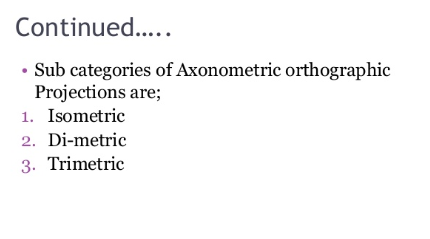 Continued…..
• Sub categories of Axonometric orthographic
Projections are;
1. Isometric
2. Di-metric
3. Trimetric